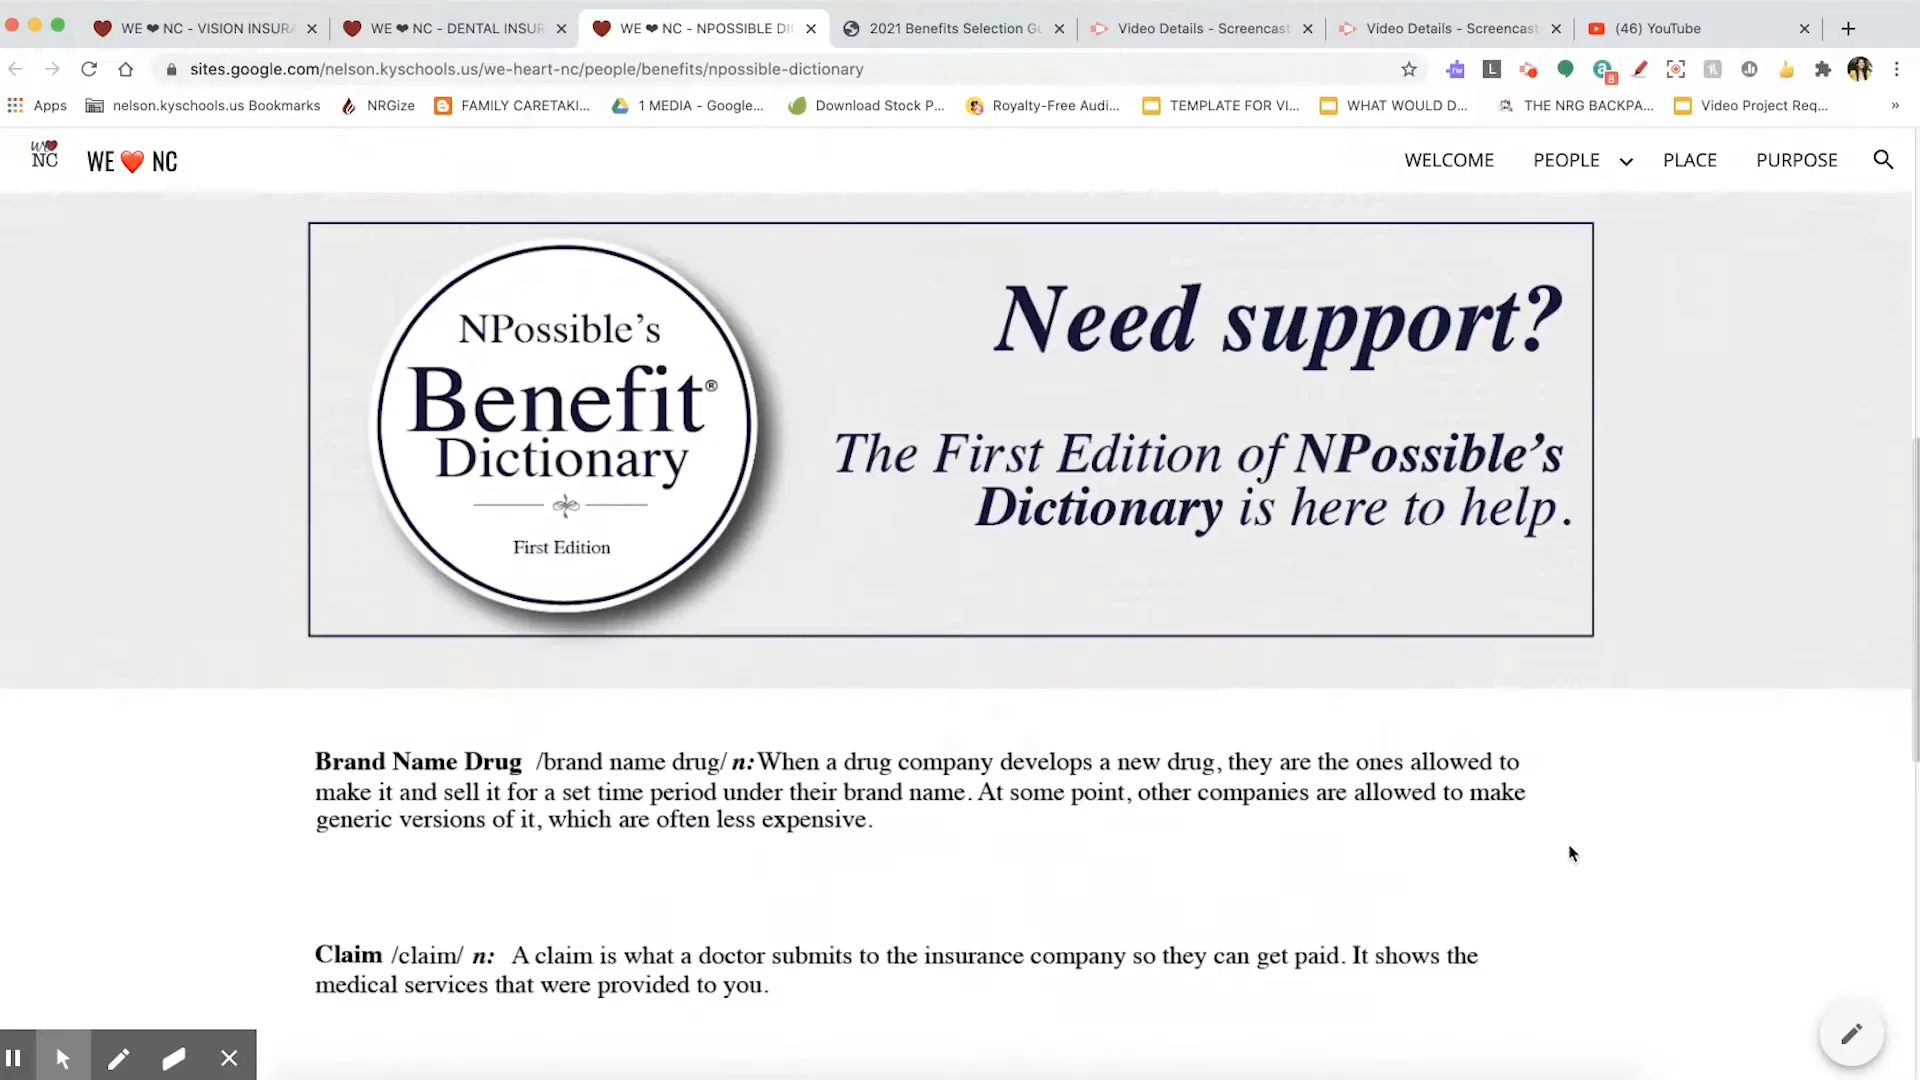 WE ❤ NC - VISION INSURA
WE ❤ NC - DENTAL INSUR
WE ❤ NC - NPOSSIBLE DI
2021 Benefits Selection Gu
Video Details - Screencast
Video Details - Screencast
(46) YouTube
sites.google.com/nelson.kyschools.us/we-heart-nc/people/benefits/npossible-dictionary
Apps
nelson.kyschools.us Bookmarks
NRGize
FAMILY CARETAKI...
1 MEDIA - Google...
Download Stock P...
Royalty-Free Audi...
TEMPLATE FOR VI...
WHAT WOULD D...
THE NRG BACKPA...
Video Project Req...
»
WE ❤ NC
WELCOME
PEOPLE
PLACE
PURPOSE
NPossible’s
Benefit®
Dictionary
First Edition
Need support?
The First Edition of NPossible’s
Dictionary is here to help.
Brand Name Drug /brand name drug/ n: When a drug company develops a new drug, they are the ones allowed to
make it and sell it for a set time period under their brand name. At some point, other companies are allowed to make
generic versions of it, which are often less expensive.
Claim /claim/ n: A claim is what a doctor submits to the insurance company so they can get paid. It shows the
medical services that were provided to you.